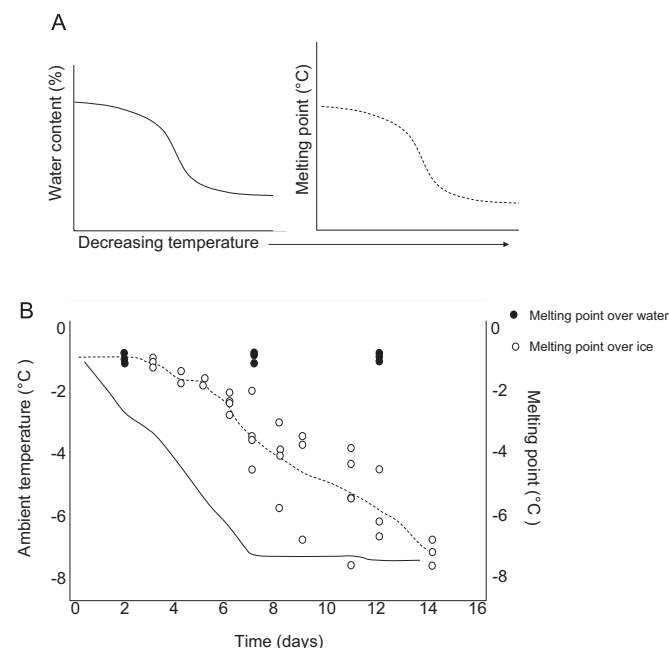 A
Water content (%)
Melting point (°C)
Decreasing temperature
B
Ambient temperature (°C )
0
-2
-4
-6
-8
0
-2
-4
-6
-8
Melting point (°C )
Melting point over water
Melting point over ice
0 2 4 6 8 10 12 14 16
Time (days)